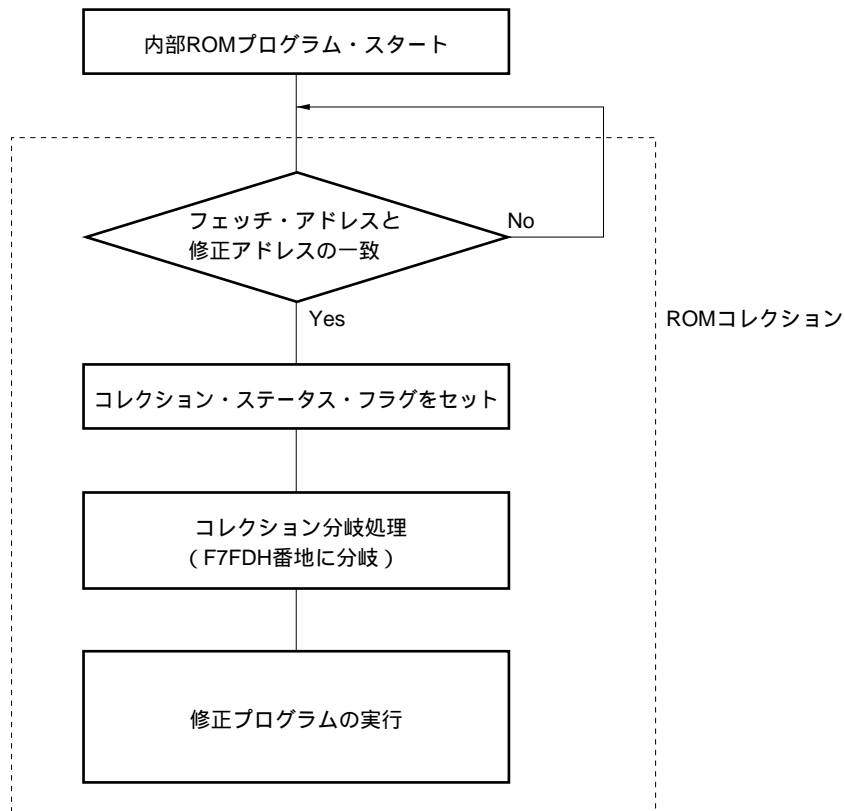 内部ROMプログラム・スタート
フェッチ・アドレスと
修正アドレスの一致
No
Yes
ROMコレクション
コレクション・ステータス・フラグをセット
コレクション分岐処理
(F7FDH番地に分岐)
修正プログラムの実行